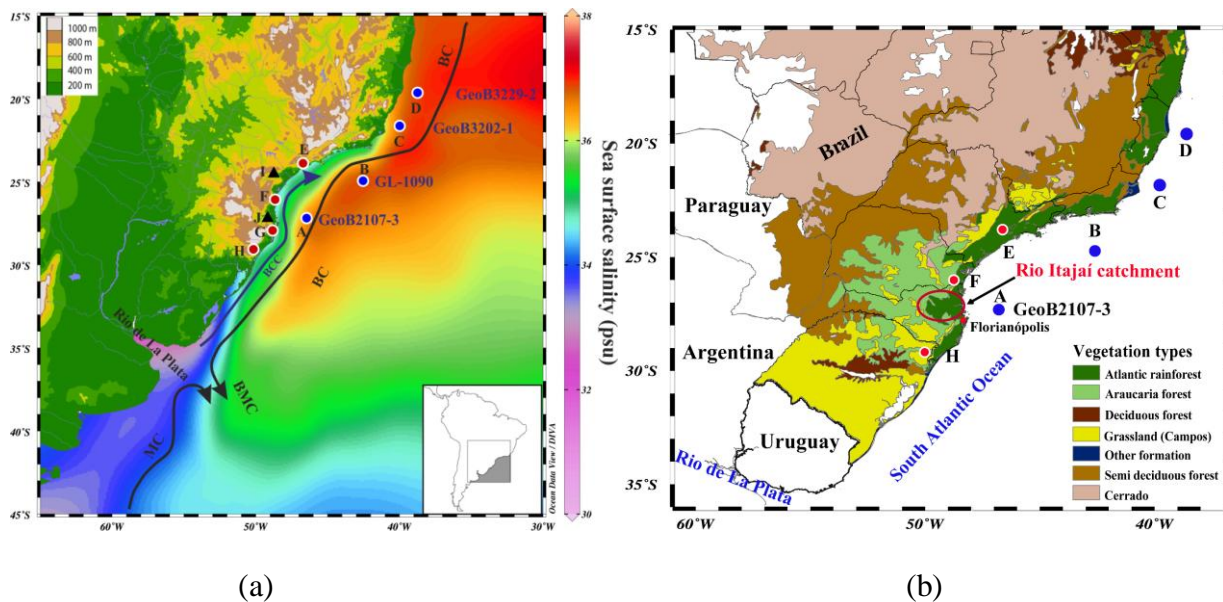 15°S
20°S
25°S
30°S
35°S
40°S
45°S
60°W
50°W
40°W
30°W
1000 m
800 m
600 m
400 m
200 m
BC
D
GeoB3229-2
C
GeoB3202-1
E
I
B
GL-1090
F
J
GeoB2107-3
A
G
H
BCC
BC
Rio De La Plata
BMC
MC
38
36
34
32
30
Sea surface salinity (psu)
Ocean Data View / DIVA
(a)
15°S
20°S
25°S
30°S
35°S
60°W
50°W
40°W
Brazil
Paraguay
D
C
B
E
Rio Itajaí catchment
F
A
GeoB2107-3
Florianópolis
Argentina
H
Uruguay
South Atlantic Ocean
Rio de La Plata
Vegetation types
Atlantic rainforest
Araucaria forest
Deciduous forest
Grassland (Campos)
Other formation
Semi deciduous forest
Cerrado
(b)